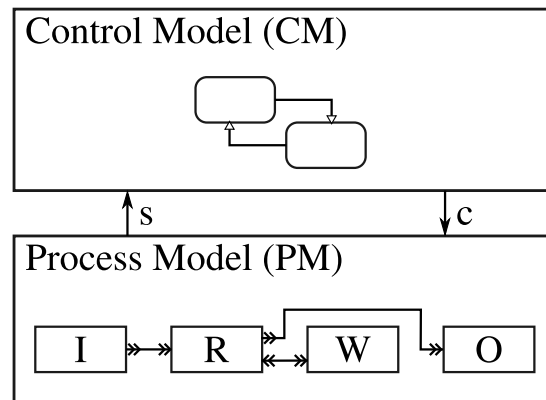 Control Model (CM)
s
c
Process Model (PM)
I
R
W
O